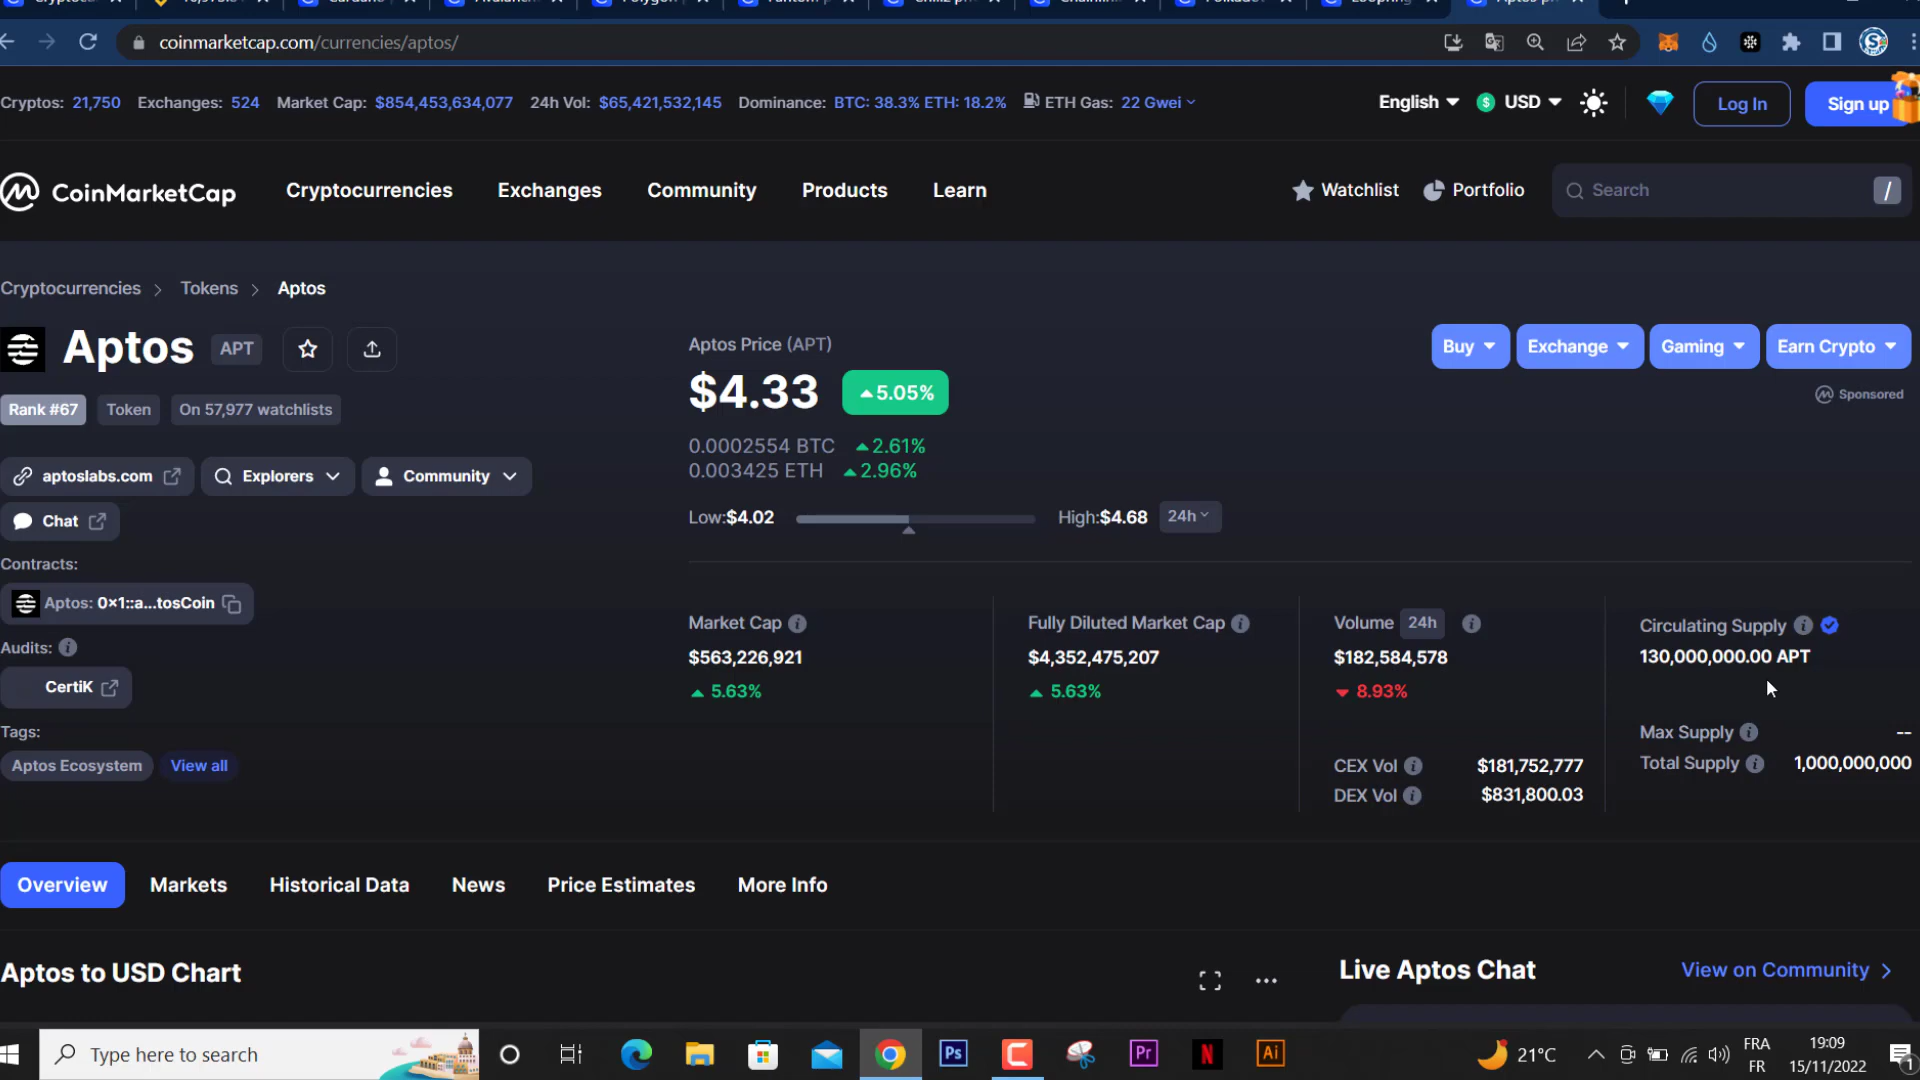 coinmarketcap.com/currencies/aptos/
Cryptos: 21,750 Exchanges: 524 Market Cap: $854,453,634,077 24h Vol: $65,421,532,145 Dominance: BTC: 38.3% ETH: 18.2% ETH Gas: 22 Gwei
English $ USD Log In Sign up
CoinMarketCap Cryptocurrencies Exchanges Community Products Learn Watchlist Portfolio Search /
Cryptocurrencies > Tokens > Aptos
Aptos APT
Rank #67 Token On 57,977 watchlists
aptoslabs.com Explorers Community
Chat
Contracts:
Aptos: 0×1::a...tosCoin
Audits:
CertiK
Tags:
Aptos Ecosystem View all
Aptos Price (APT)
$4.33 5.05%
0.0002554 BTC 2.61%
0.003425 ETH 2.96%
Low:$4.02 High:$4.68 24h
Buy Exchange Gaming Earn Crypto
Sponsored
Market Cap
$563,226,921
5.63%
Fully Diluted Market Cap
$4,352,475,207
5.63%
Volume 24h
$182,584,578
8.93%
CEX Vol $181,752,777
DEX Vol $831,800.03
Circulating Supply
130,000,000.00 APT
Max Supply --
Total Supply 1,000,000,000
Overview Markets Historical Data News Price Estimates More Info
Aptos to USD Chart
Live Aptos Chat View on Community >
Type here to search
Ps Pr N Ai
21°C
FRA
FR
19:09
15/11/2022
1